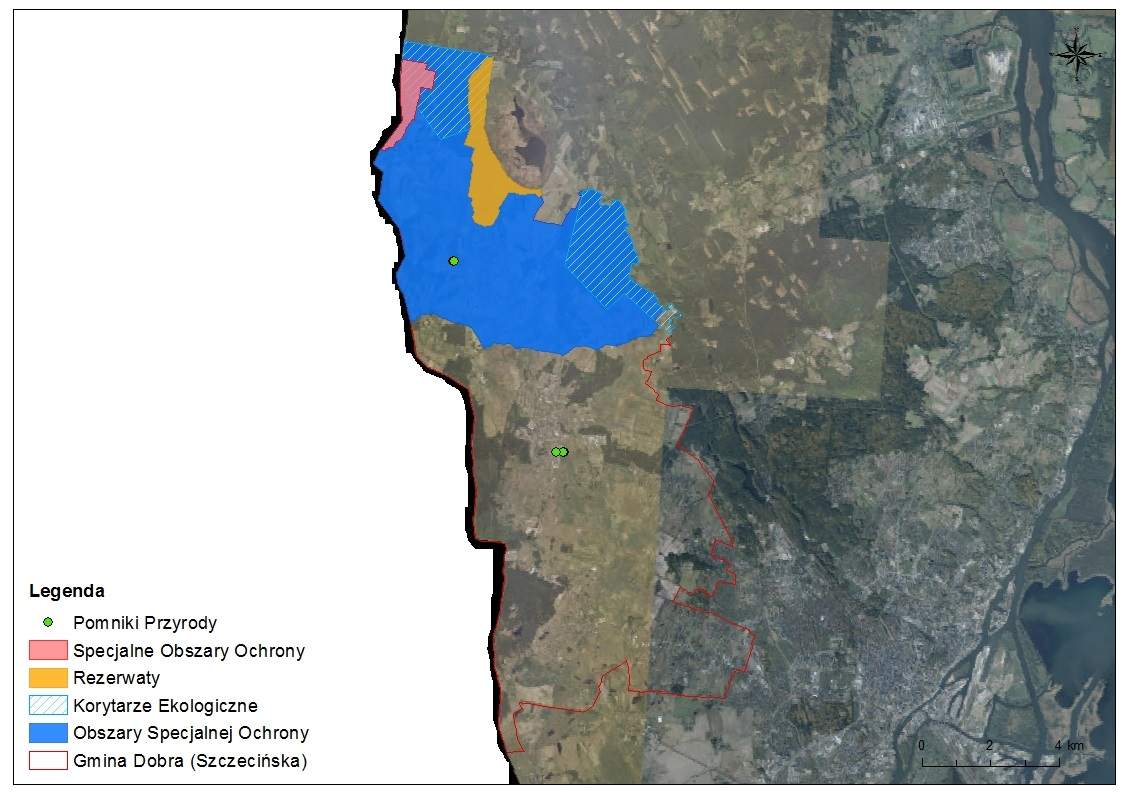 Legenda
Pomniki Przyrody
Specjalne Obszary Ochrony
Rezerwaty
Korytarze Ekologiczne
Obszary Specjalnej Ochrony
Gmina Dobra (Szczecińska)
0 2 4 km